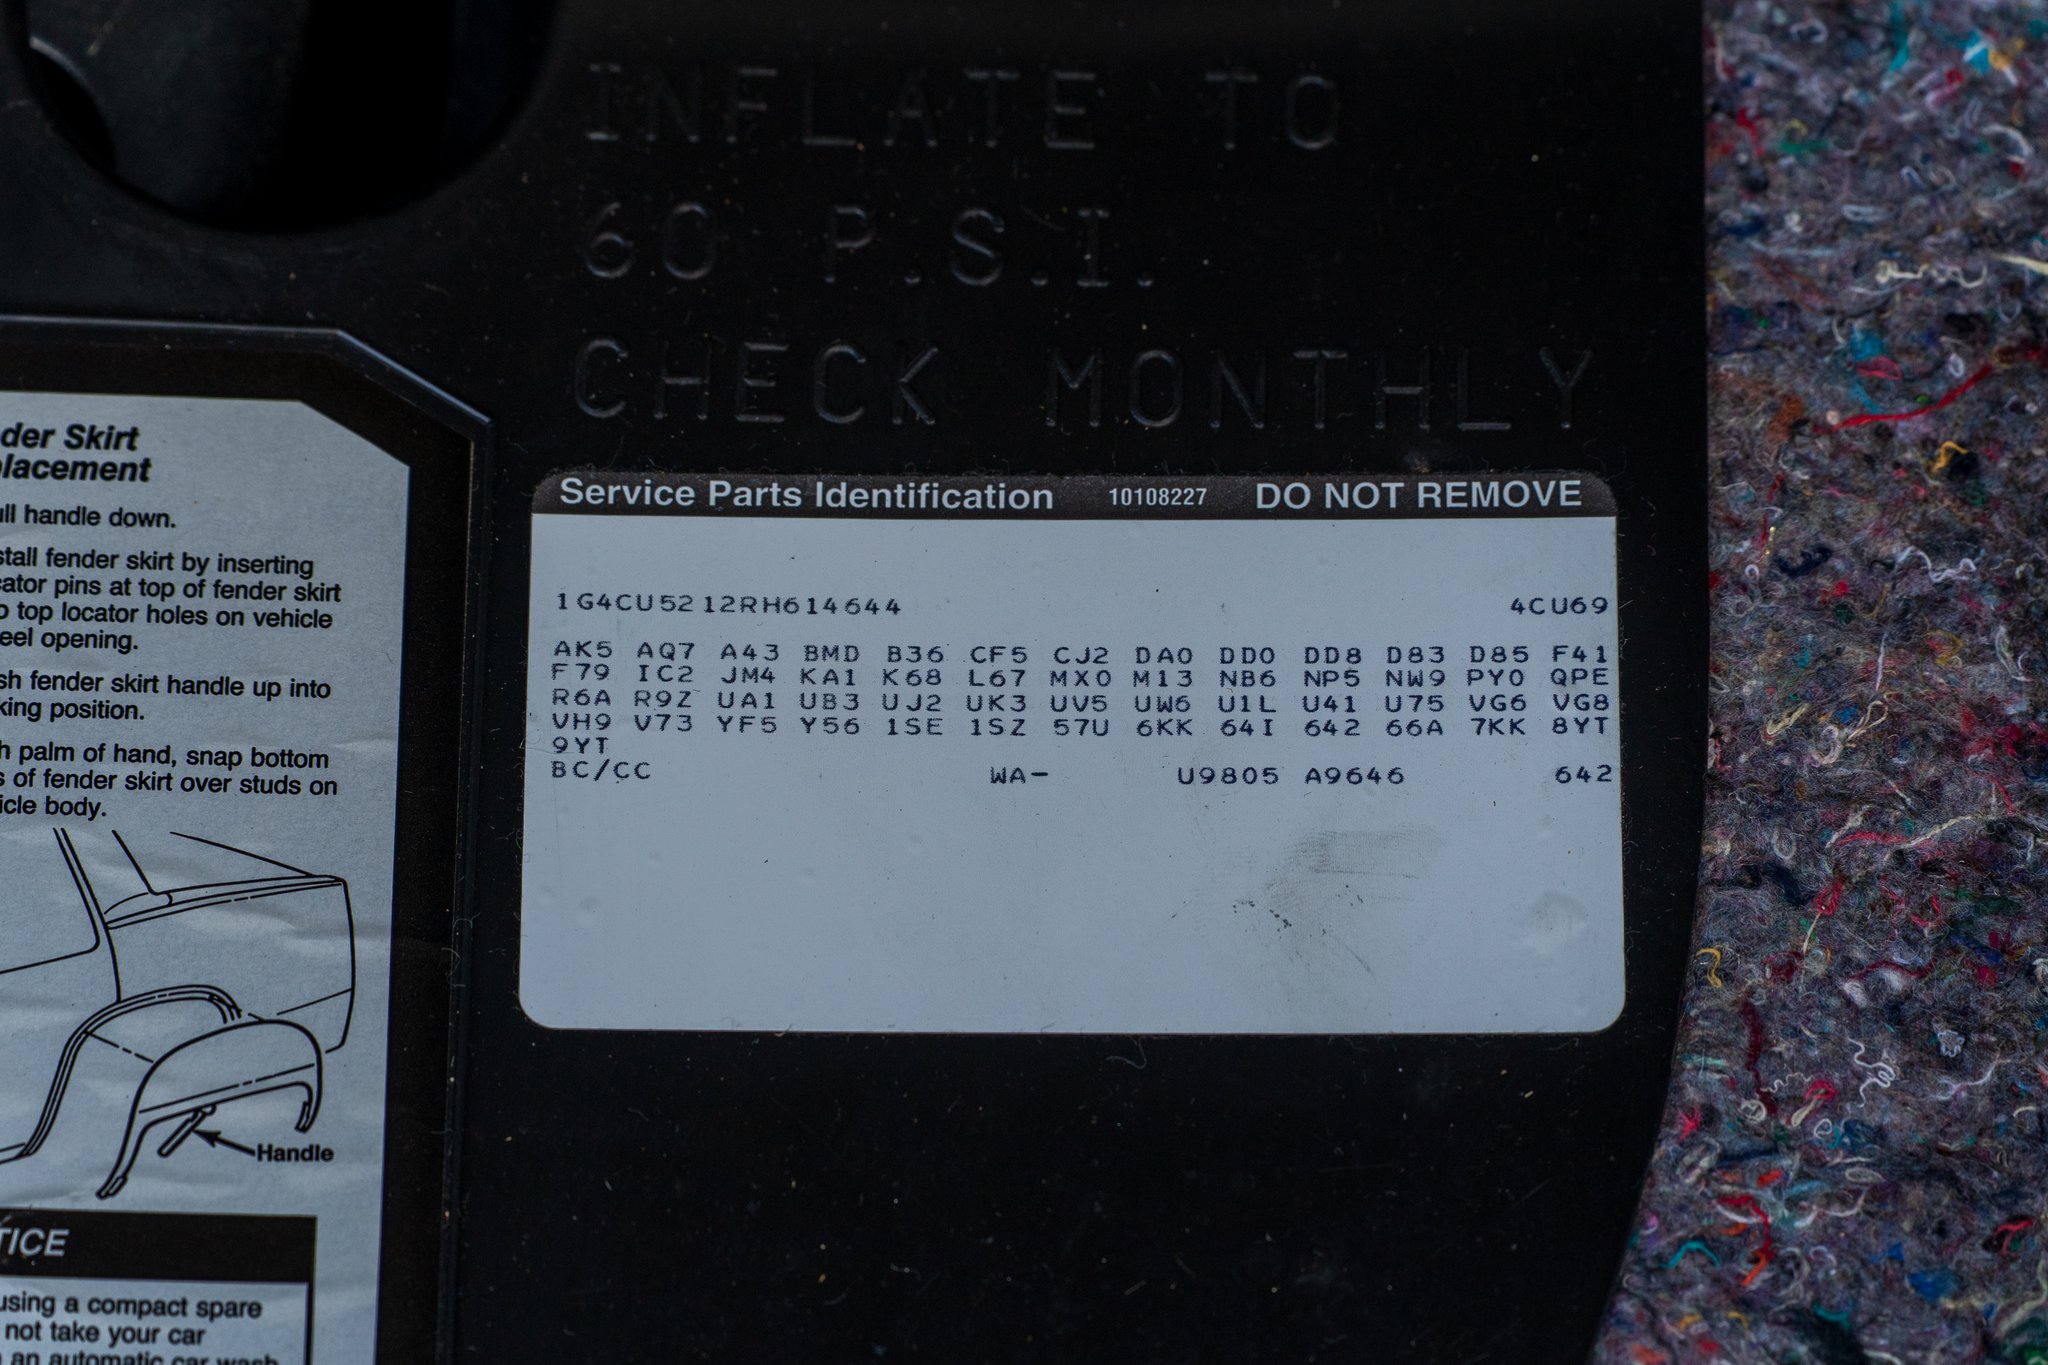 INFLATE TO
60 P.S.I.
CHECK MONTHLY
der Skirt
lacement
ll handle down.
stall fender skirt by inserting
cator pins at top of fender skirt
o top locator holes on vehicle
eel opening.
sh fender skirt handle up into
king position.
h palm of hand, snap bottom
s of fender skirt over studs on
icle body.
Handle
TICE
using a compact spare
not take your car
an automatic car wash
Service Parts Identification 10108227 DO NOT REMOVE
1G4CU5212RH614644 4CU69
AK5 AQ7 A43 BMD B36 CF5 CJ2 DA0 DD0 DD8 D83 D85 F41
F79 IC2 JM4 KA1 K68 L67 MX0 M13 NB6 NP5 NW9 PY0 QPE
R6A R9Z UA1 UB3 UJ2 UK3 UV5 UW6 U1L U41 U75 VG6 VG8
VH9 V73 YF5 Y56 1SE 1SZ 57U 6KK 64I 642 66A 7KK 8YT
9YT
BC/CC WA- U9805 A9646 642